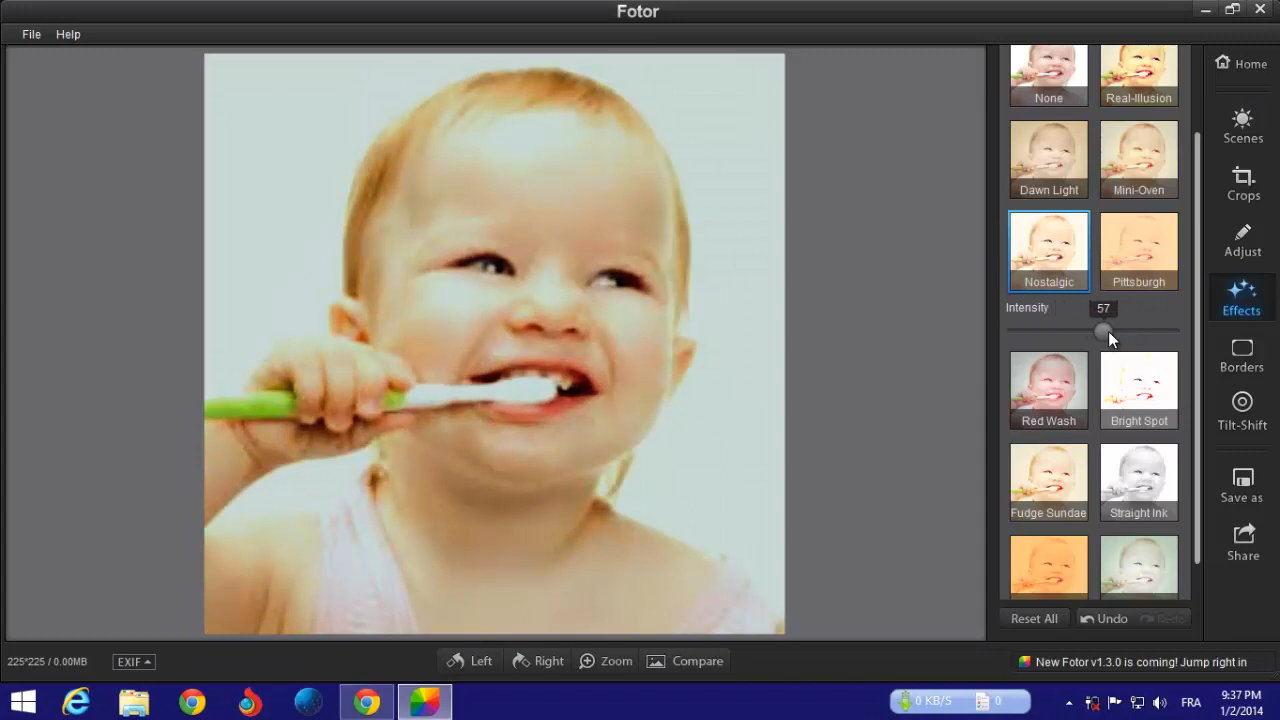 Fotor
File Help
None Real-Illusion
Home
Scenes
Dawn Light Mini-Oven
Crops
Adjust
Nostalgic Pittsburgh
Effects
Intensity 57
Borders
Red Wash Bright Spot
Tilt-Shift
Save as
Fudge Sundae Straight Ink
Share
Reset All Undo Redo
225*225 / 0.00MB EXIF Left Right Zoom Compare New Fotor v1.3.0 is coming! Jump right in
0 KB/S 0 FRA 9:37 PM
1/2/2014